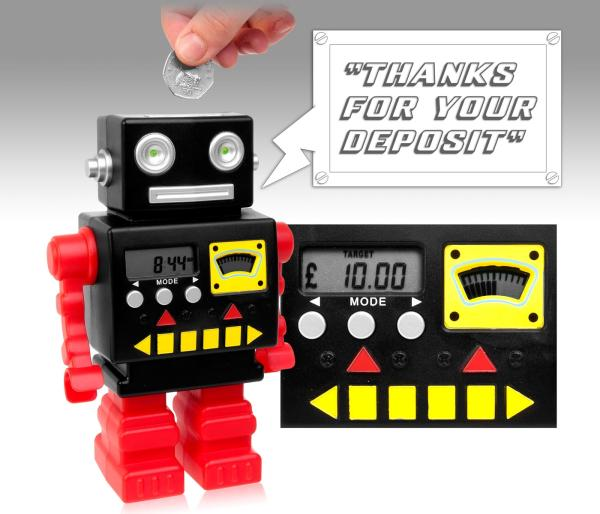 "THANKS
FOR YOUR
DEPOSIT"
8:44
MODE
TARGET
£ 10.00
MODE